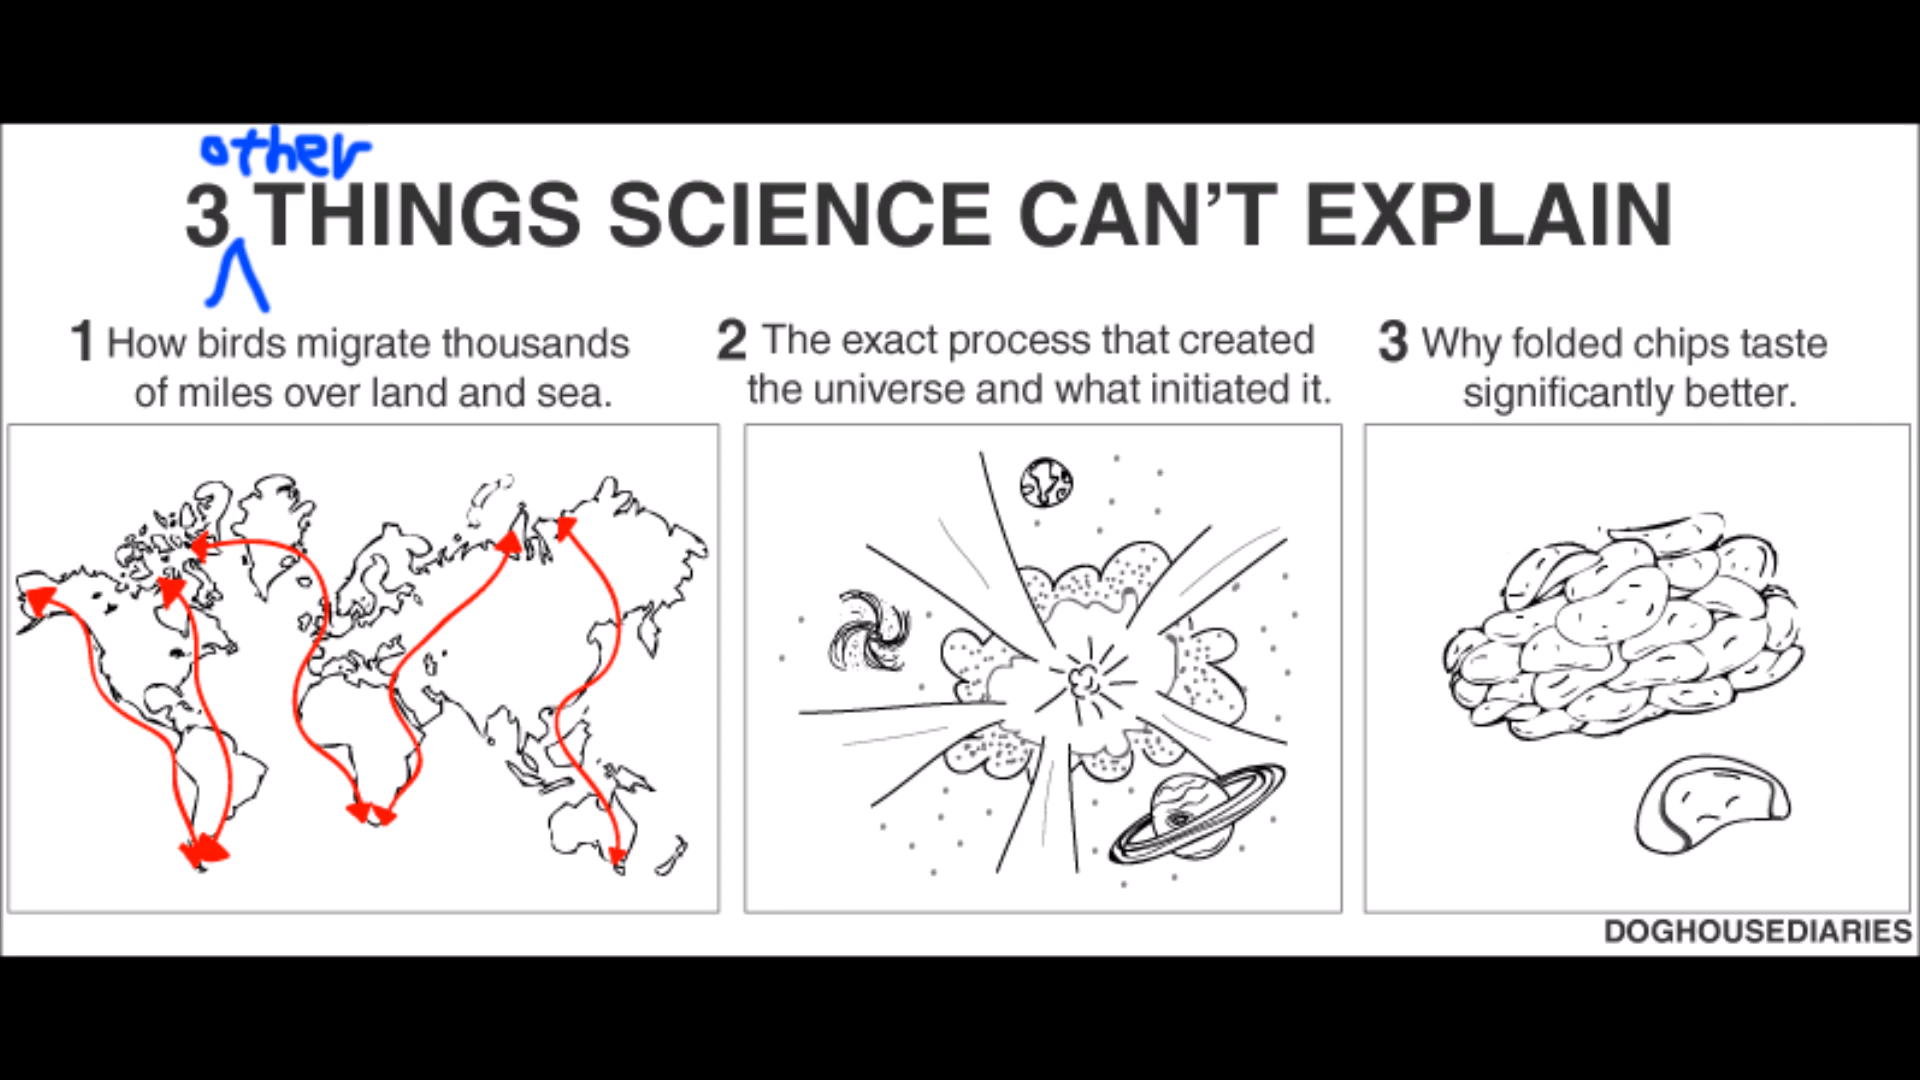 other
3 THINGS SCIENCE CAN'T EXPLAIN
1 How birds migrate thousands
of miles over land and sea.
2 The exact process that created
the universe and what initiated it.
3 Why folded chips taste
significantly better.
DOGHOUSEDIARIES